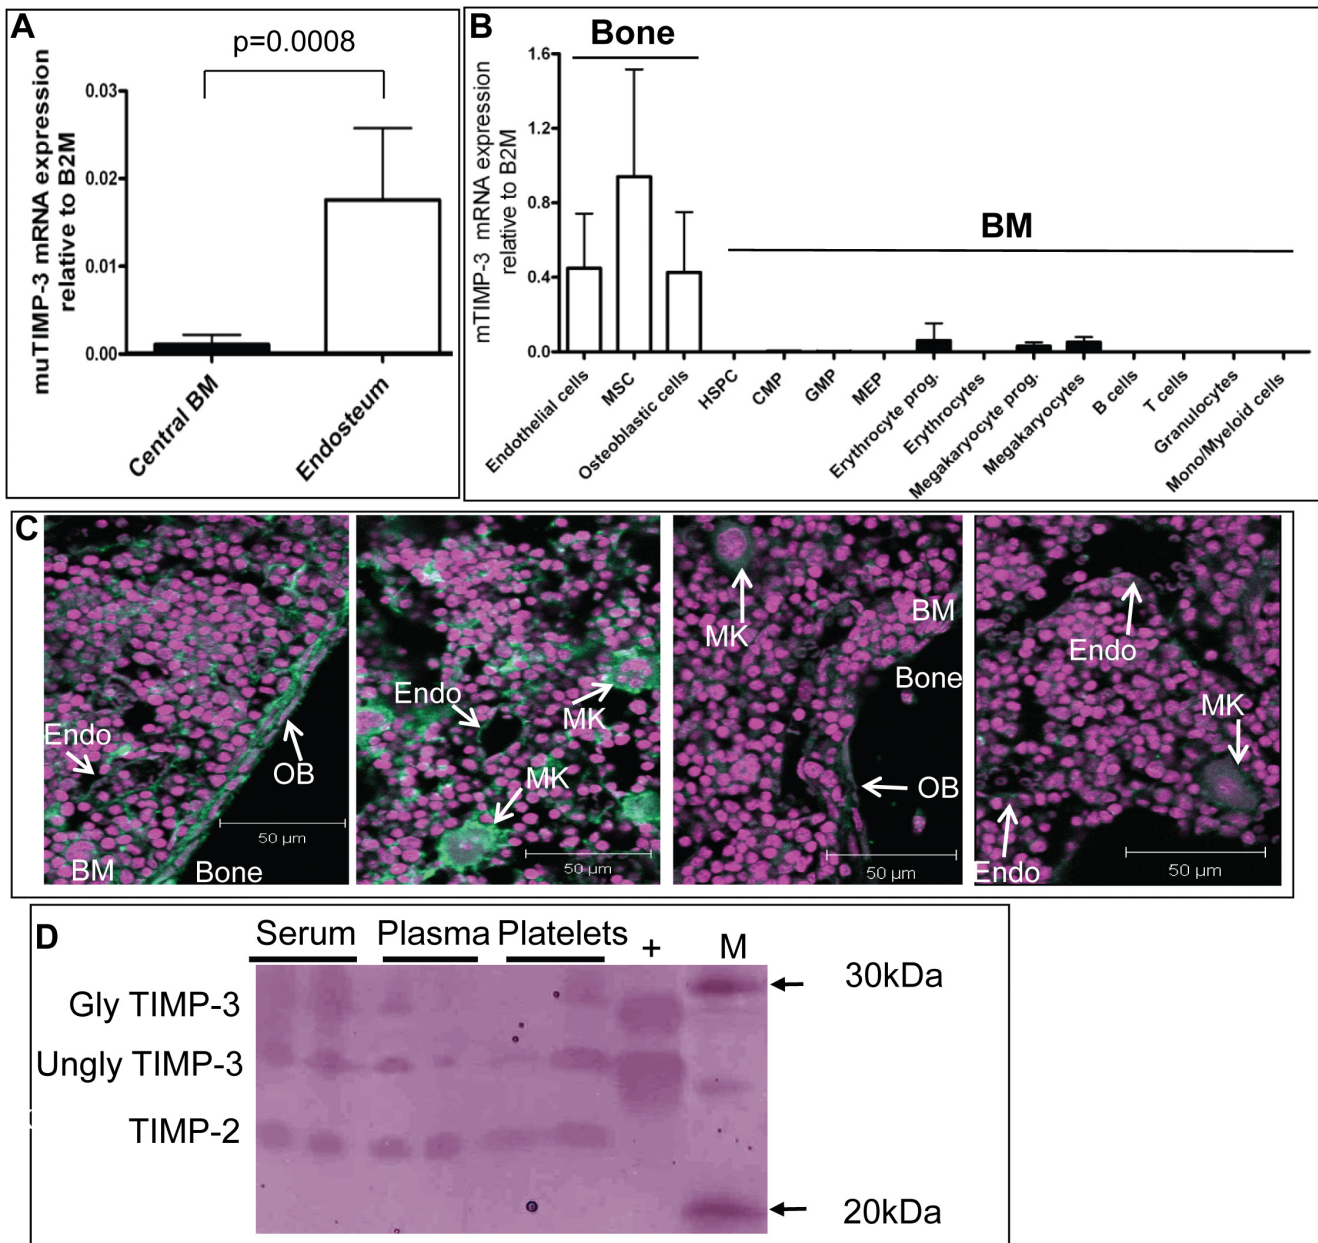 A
p=0.0008
muTIMP-3 mRNA expression
relative to B2M
0.03
0.02
0.01
0.00
Central BM
Endosteum
B
Bone
BM
mTIMP-3 mRNA expression
relative to B2M
1.6
1.2
0.8
0.4
0.0
Endothelial cells
MSC
Osteoblastic cells
HSPC
CMP
GMP
MEP
Erythrocyte prog.
Erythrocytes
Megakaryocyte prog.
Megakaryocytes
B cells
T cells
Granulocytes
Mono/Myeloid cells
C
Endo
OB
50 µm
BM
Bone
Endo
MK
MK
50 µm
MK
BM
Bone
OB
50 µm
Endo
MK
Endo
50 µm
D
Serum Plasma Platelets + M
Gly TIMP-3
Ungly TIMP-3
TIMP-2
30kDa
20kDa